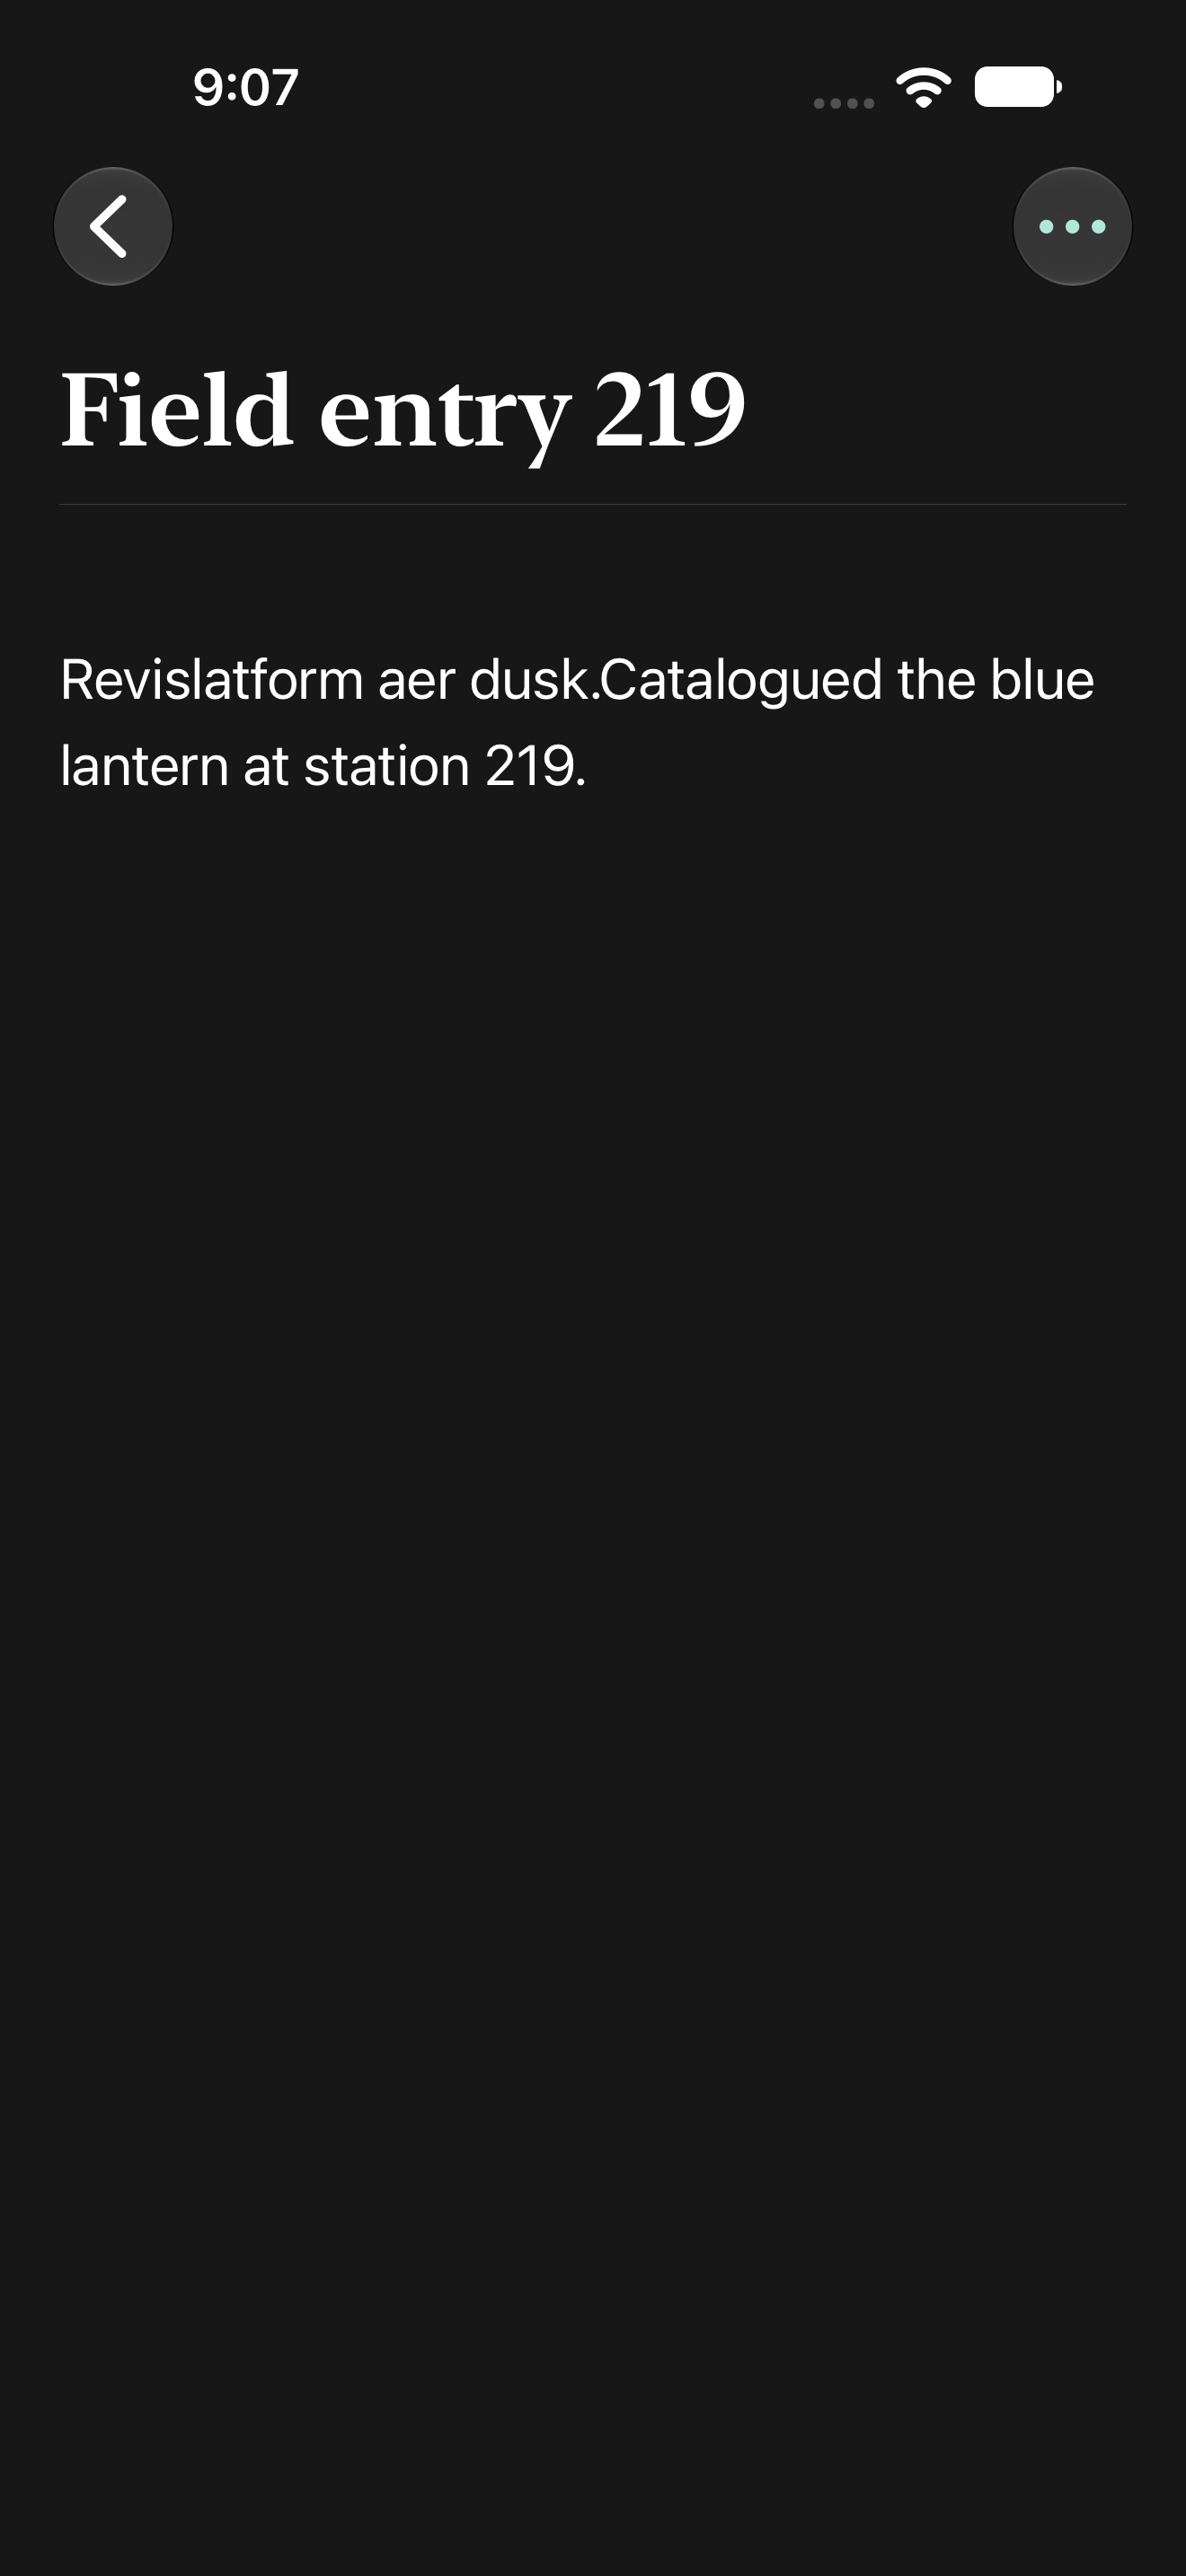 9:07
Field entry 219
Revislatform aer dusk.Catalogued the blue
lantern at station 219.